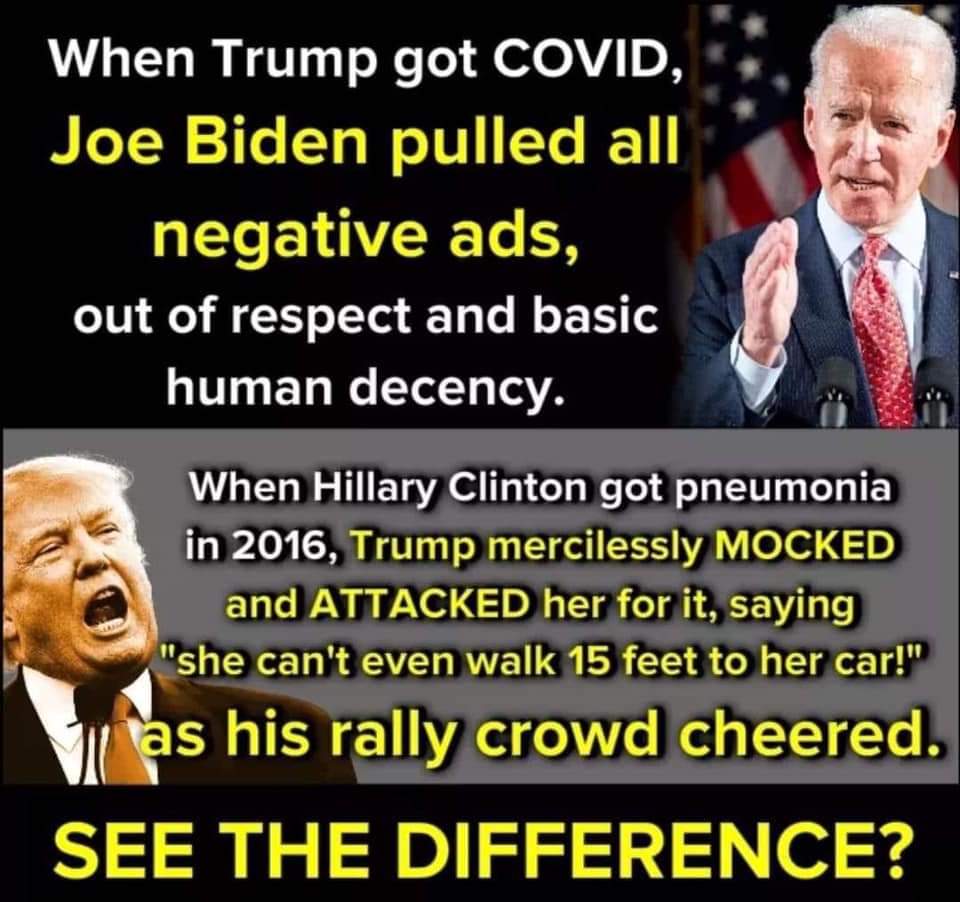 When Trump got COVID,
Joe Biden pulled all
negative ads,
out of respect and basic
human decency.
When Hillary Clinton got pneumonia
in 2016, Trump mercilessly MOCKED
and ATTACKED her for it, saying
"she can't even walk 15 feet to her car!"
as his rally crowd cheered.
SEE THE DIFFERENCE?